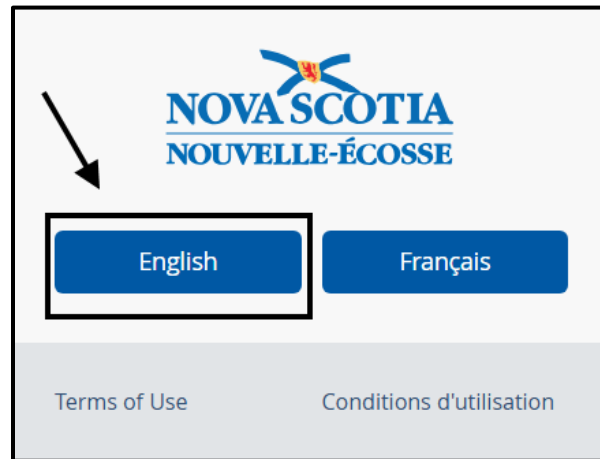 NOVA SCOTIA
NOUVELLE-ÉCOSSE
English Français
Terms of Use Conditions d'utilisation